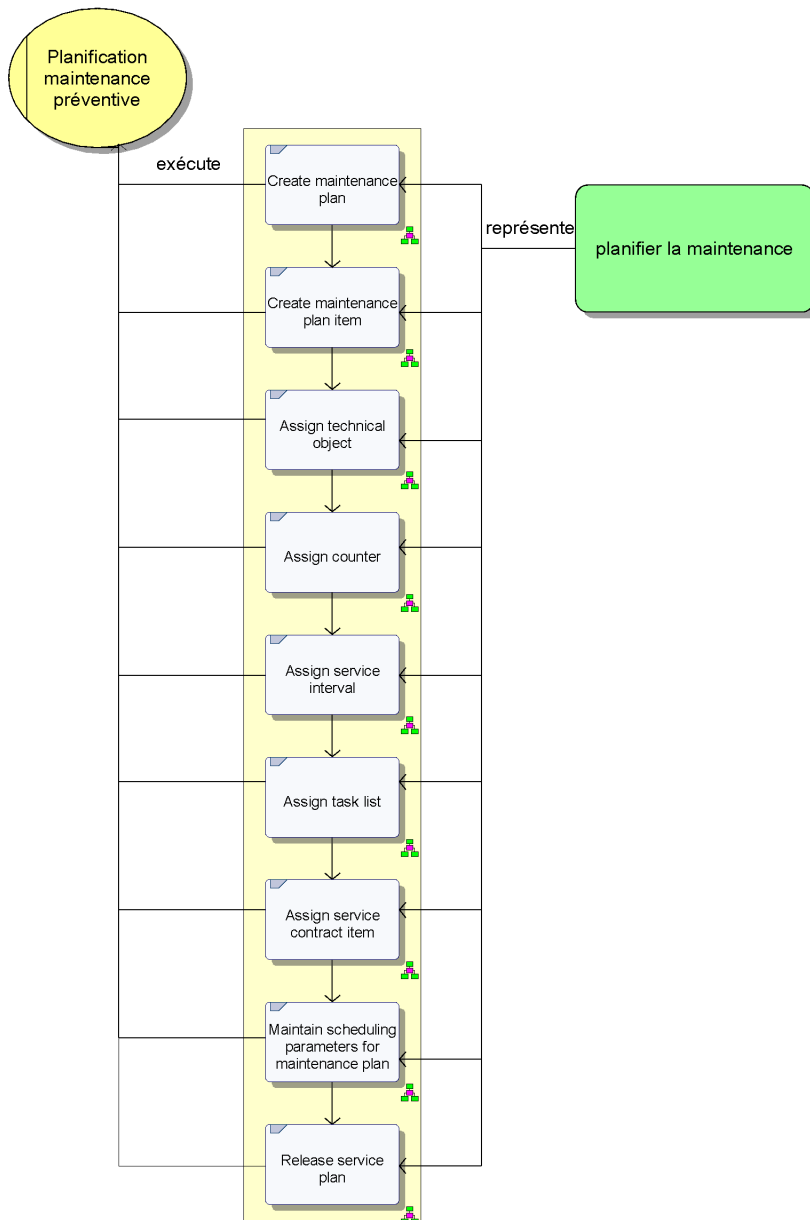 Planification
maintenance
préventive
exécute
Create maintenance
plan
représente
planifier la maintenance
Create maintenance
plan item
Assign technical
object
Assign counter
Assign service
interval
Assign task list
Assign service
contract item
Maintain scheduling
parameters for
maintenance plan
Release service
plan